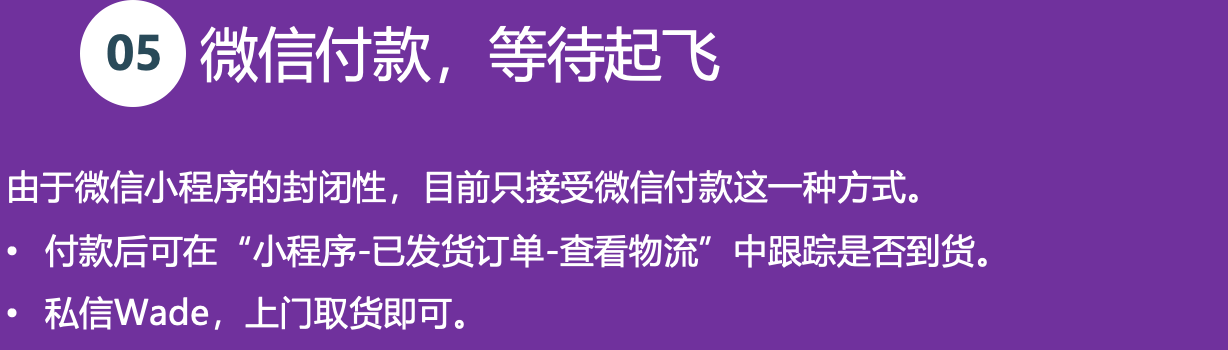 05 微信付款，等待起飞
由于微信小程序的封闭性，目前只接受微信付款这一种方式。
• 付款后可在“小程序-已发货订单-查看物流”中跟踪是否到货。
• 私信Wade，上门取货即可。